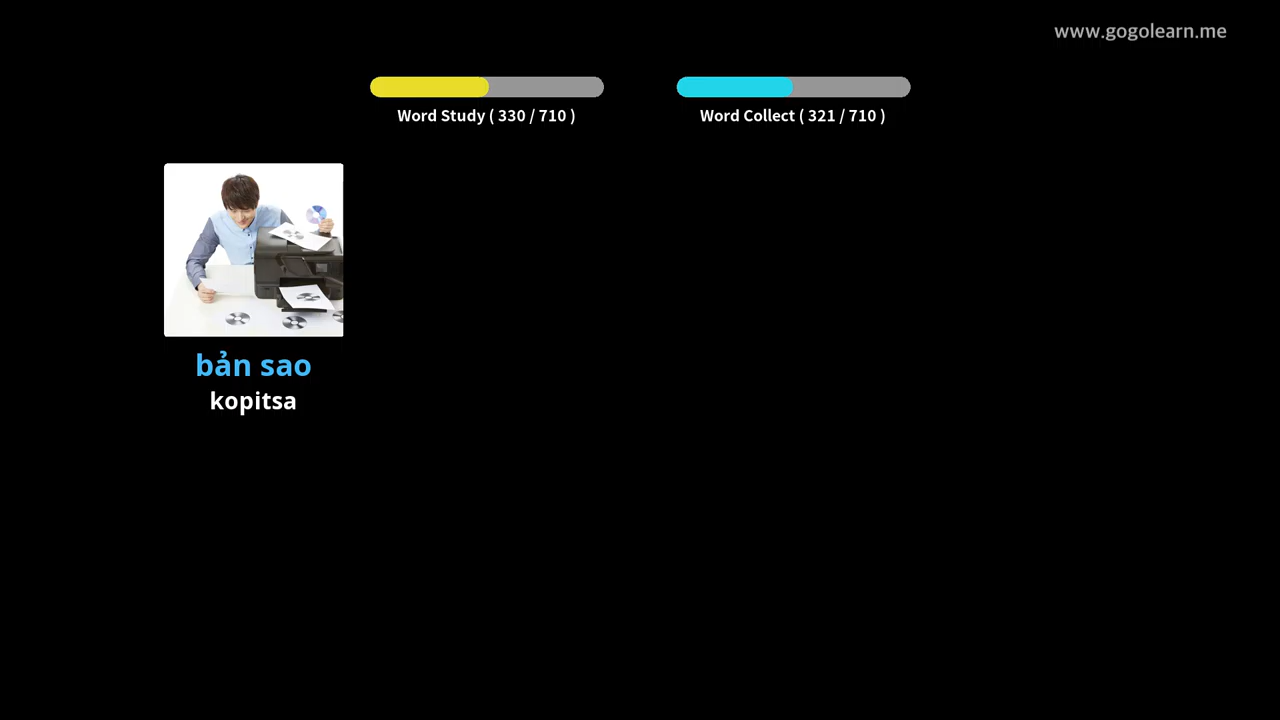 www.gogolearn.me
Word Study ( 330 / 710 )
Word Collect ( 321 / 710 )
bản sao
kopitsa